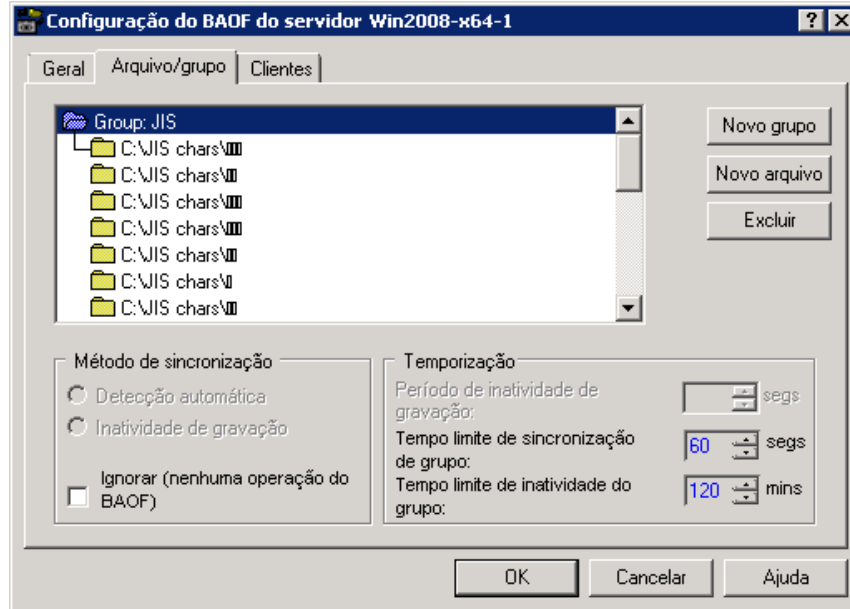 Configuração do BAOF do servidor Win2008-x64-1
Geral
Arquivo/grupo
Clientes
Group: JIS
C:\JIS chars\
C:\JIS chars\
C:\JIS chars\
C:\JIS chars\
C:\JIS chars\
C:\JIS chars\
C:\JIS chars\
Novo grupo
Novo arquivo
Excluir
Método de sincronização
Detecção automática
Inatividade de gravação
Ignorar (nenhuma operação do
BAOF)
Temporização
Período de inatividade de
gravação:
segs
Tempo limite de sincronização
de grupo:
60 segs
Tempo limite de inatividade do
grupo:
120 mins
OK
Cancelar
Ajuda